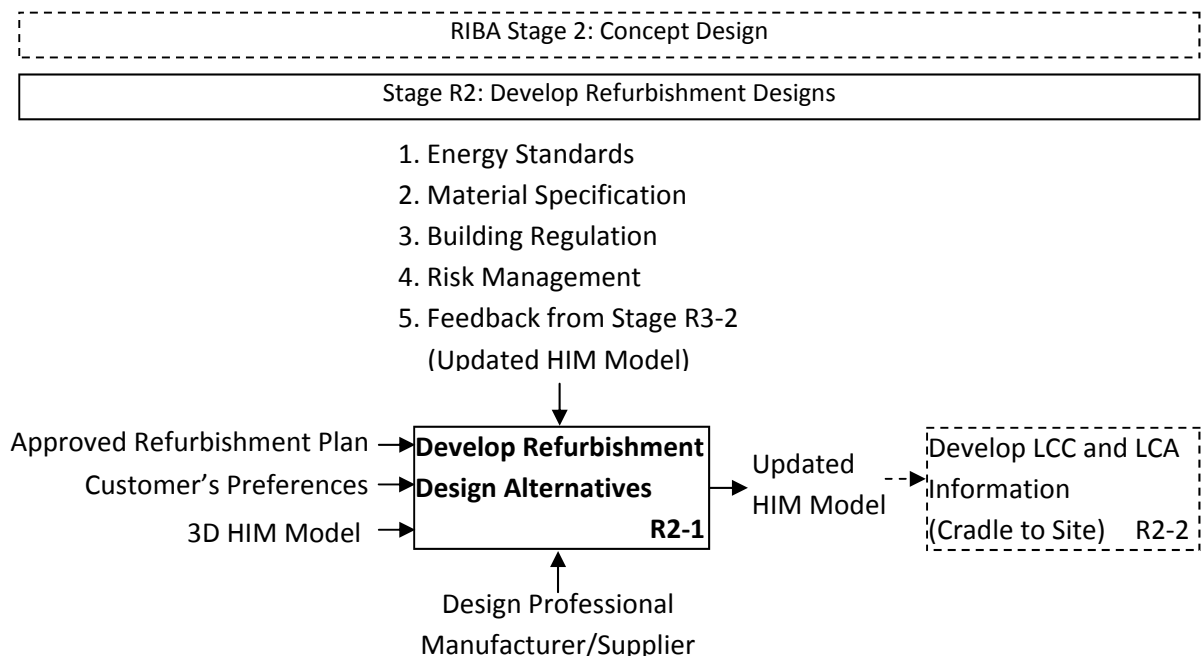 RIBA Stage 2: Concept Design
Stage R2: Develop Refurbishment Designs
1. Energy Standards
2. Material Specification
3. Building Regulation
4. Risk Management
5. Feedback from Stage R3-2
(Updated HIM Model)
Approved Refurbishment Plan
Customer’s Preferences
3D HIM Model
Develop Refurbishment
Design Alternatives
R2-1
Updated
HIM Model
Develop LCC and LCA
Information
(Cradle to Site) R2-2
Design Professional
Manufacturer/Supplier